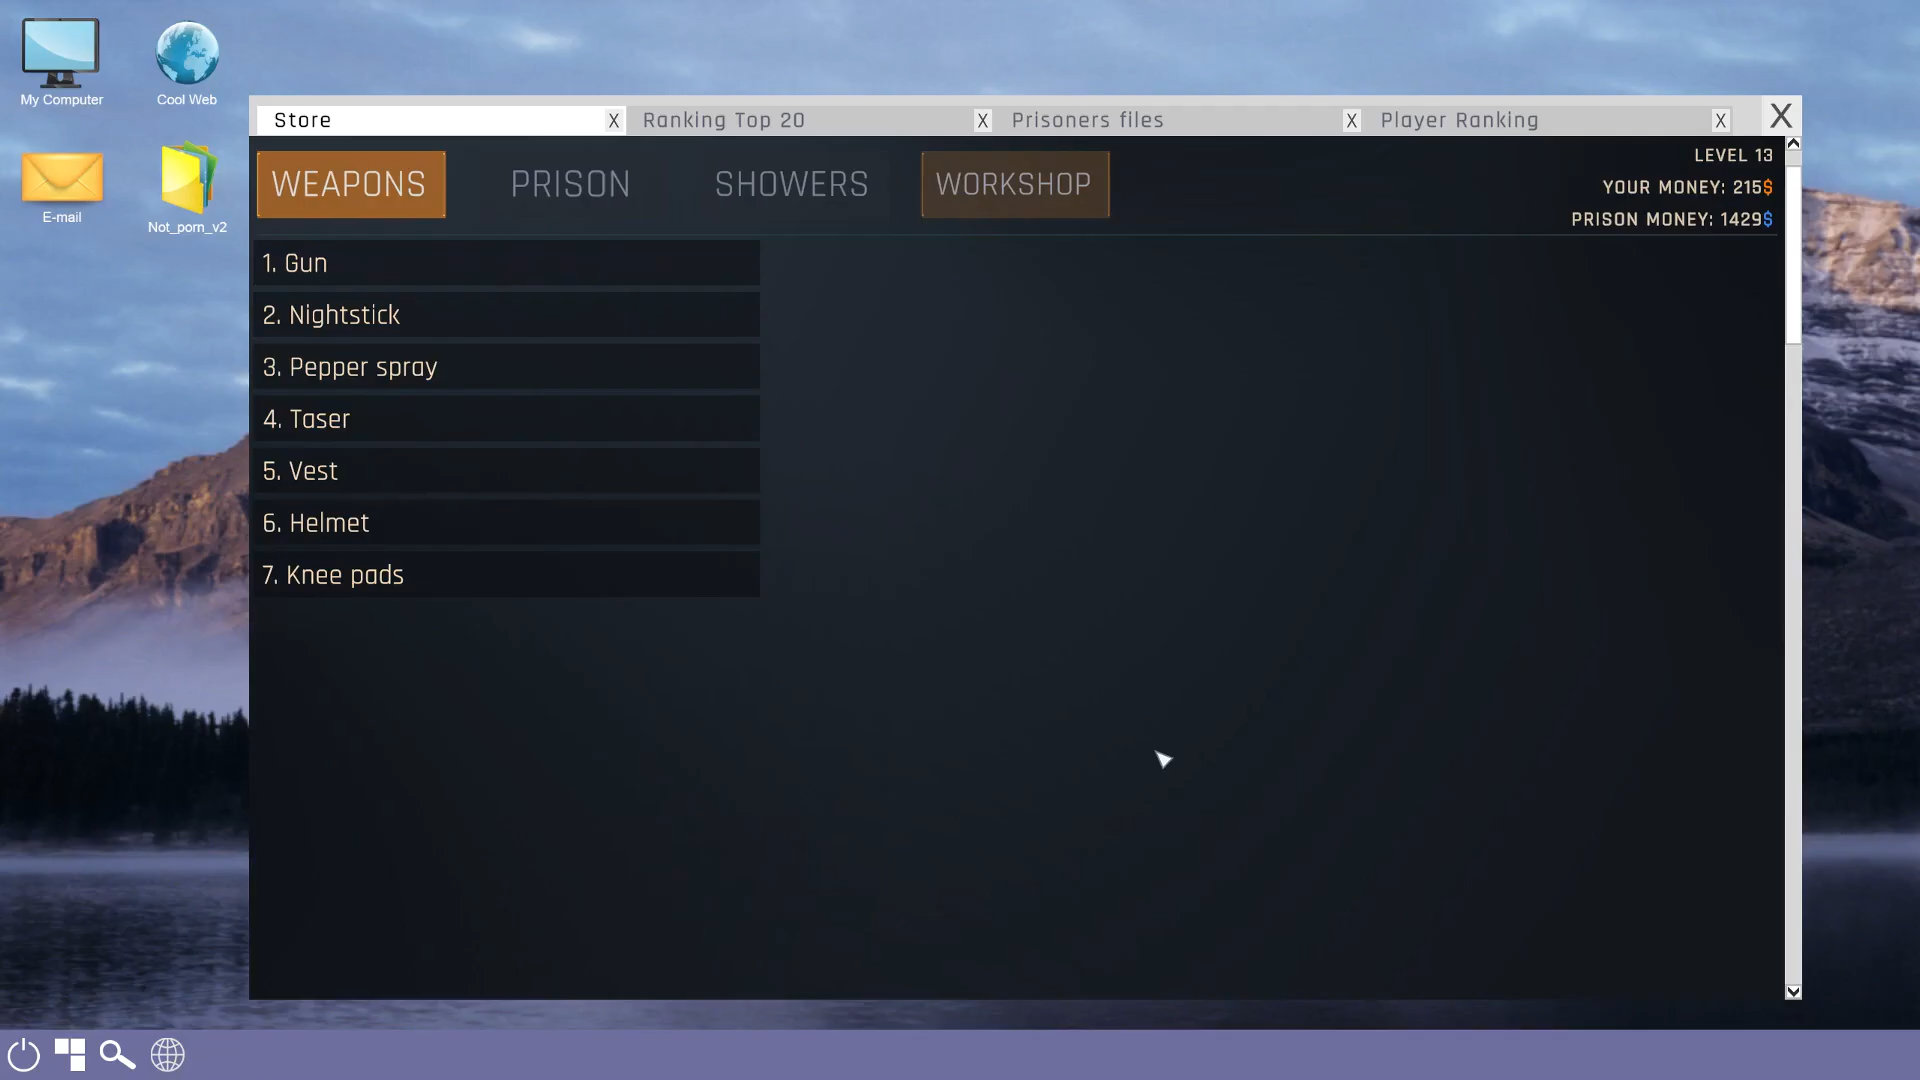 My Computer
Cool Web
E-mail
Not_porn_v2
Store X
Ranking Top 20 X
Prisoners files X
Player Ranking X
X
WEAPONS
PRISON
SHOWERS
WORKSHOP
LEVEL 13
YOUR MONEY: 215$
PRISON MONEY: 1429$
1. Gun
2. Nightstick
3. Pepper spray
4. Taser
5. Vest
6. Helmet
7. Knee pads